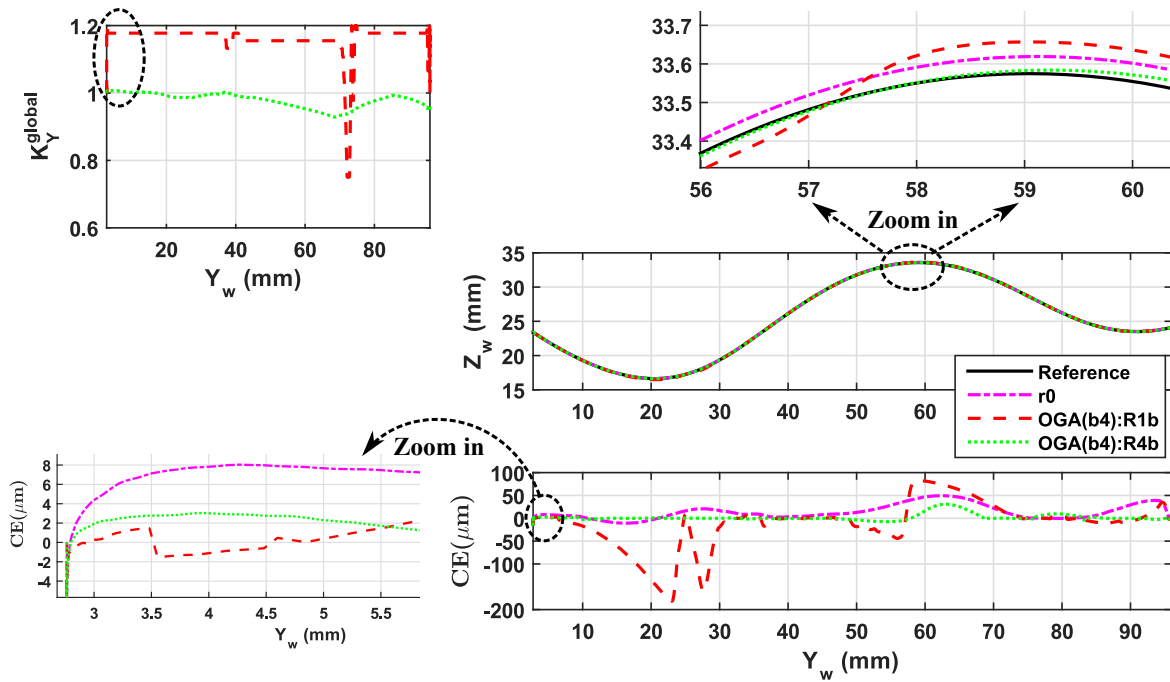 1.2
1
0.8
0.6
K_Y^global
20 40 60 80
Y_w (mm)
33.7
33.6
33.5
33.4
56 57 58 59 60
Zoom in
35
30
25
20
15
Z_w (mm)
10 20 30 40 50 60
Reference
r0
OGA(b4):R1b
OGA(b4):R4b
Zoom in
8
6
4
2
0
-2
-4
CE(μm)
3 3.5 4 4.5 5 5.5
Y_w (mm)
100
50
0
-50
-100
-200
CE(μm)
10 20 30 40 50 60 70 80 90
Y_w (mm)